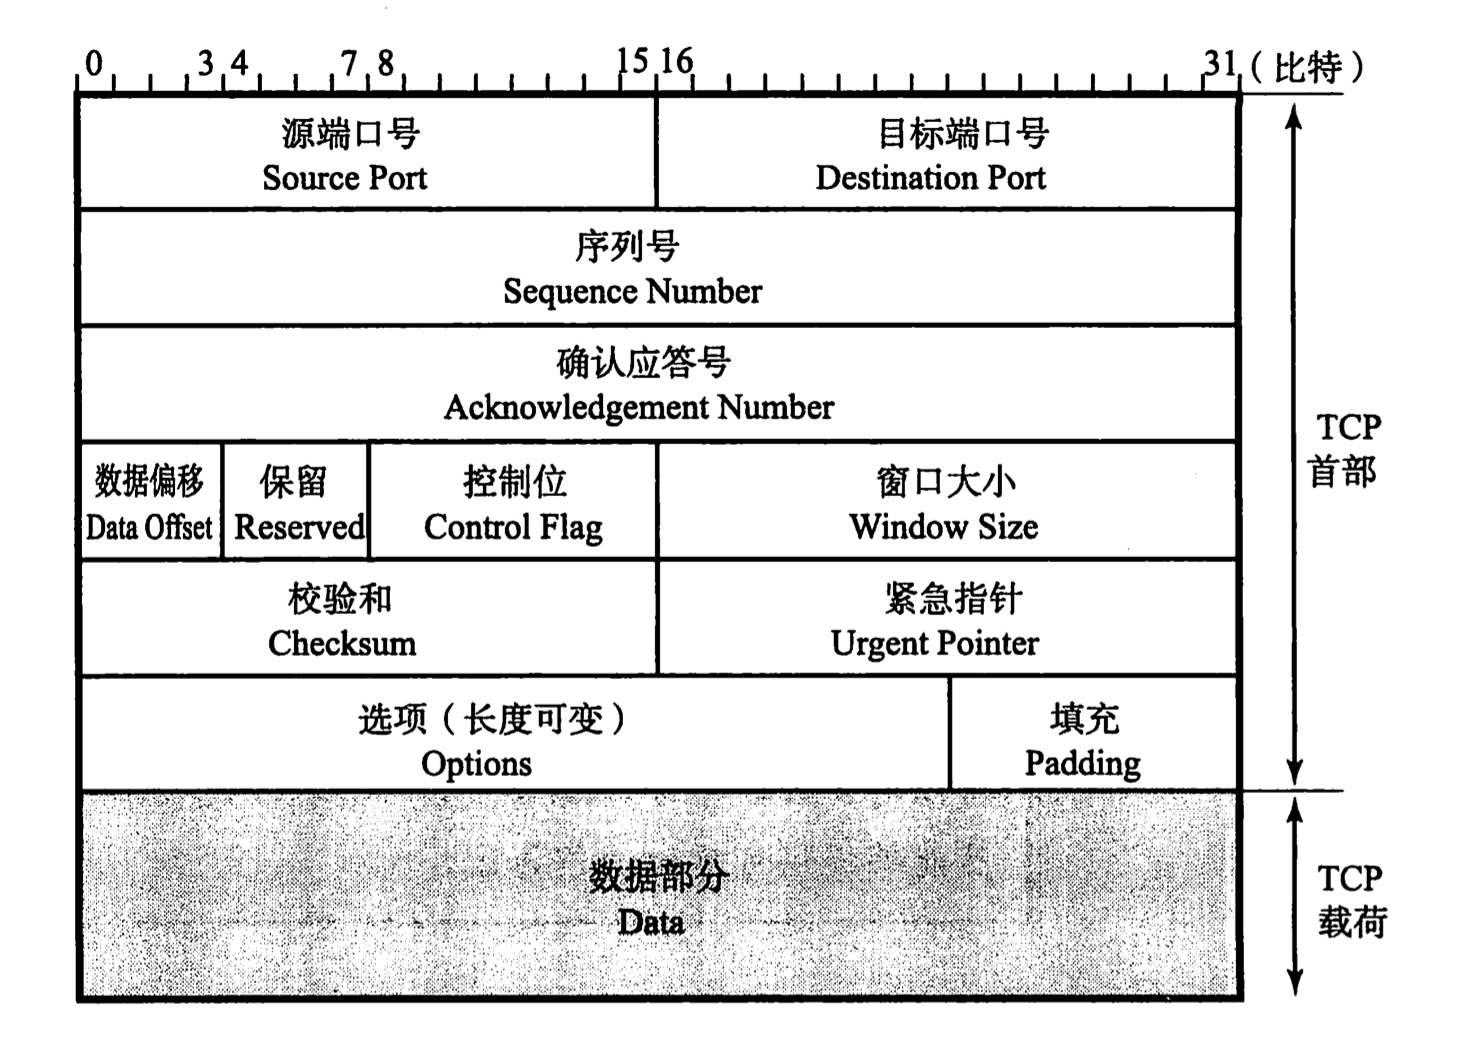 0 3 4 7 8 15 16 31 (比特)
源端口号 目标端口号
Source Port Destination Port
序列号
Sequence Number
确认应答号
Acknowledgement Number
数据偏移 保留 控制位 窗口大小
Data Offset Reserved Control Flag Window Size
校验和 紧急指针
Checksum Urgent Pointer
选项(长度可变) 填充
Options Padding
TCP
首部
数据部分
Data
TCP
载荷